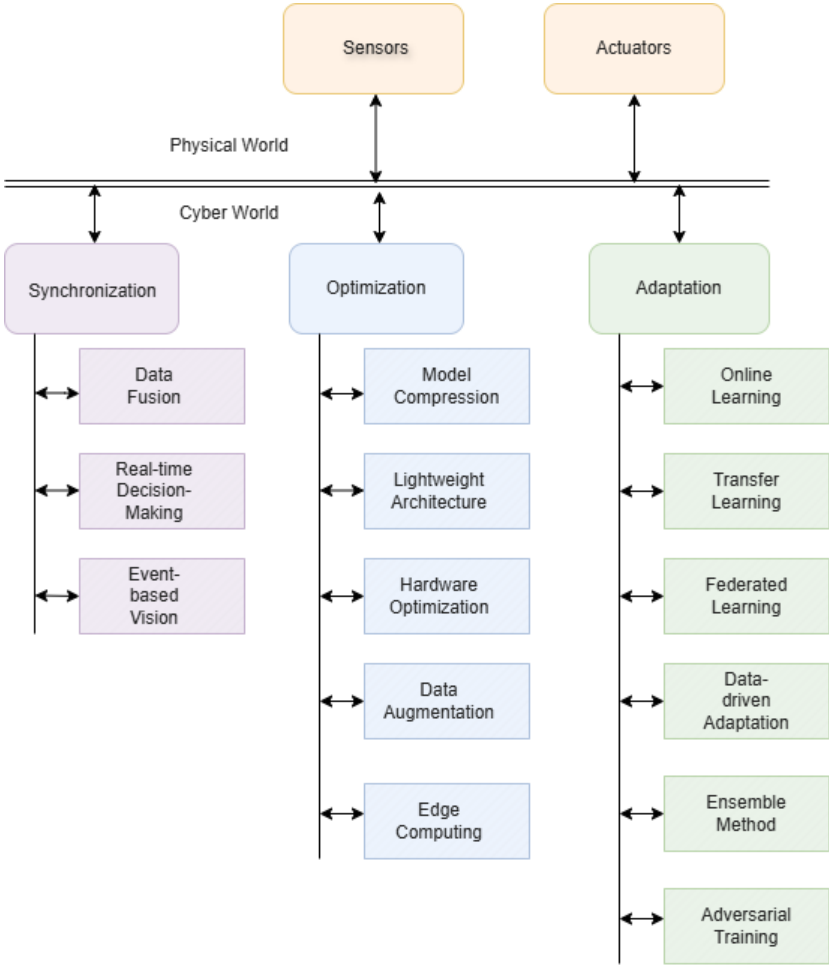 Sensors
Actuators
Physical World
Cyber World
Synchronization
Optimization
Adaptation
Data
Fusion
Real-time
Decision-
Making
Event-
based
Vision
Model
Compression
Lightweight
Architecture
Hardware
Optimization
Data
Augmentation
Edge
Computing
Online
Learning
Transfer
Learning
Federated
Learning
Data-
driven
Adaptation
Ensemble
Method
Adversarial
Training